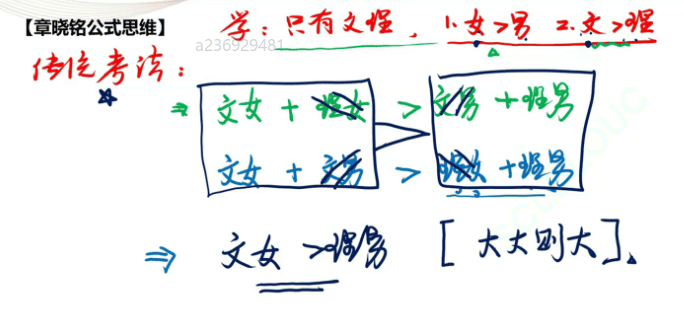 【章晓铭公式思维】
学：只有文理， 1.女>男 2.文>理
a236929481
传统考法：
⇒ 文女 + 理女 > 文男 + 理男
文女 + 文男 > 理女 + 理男
⇒ 文女 > 理男 [大大则大].